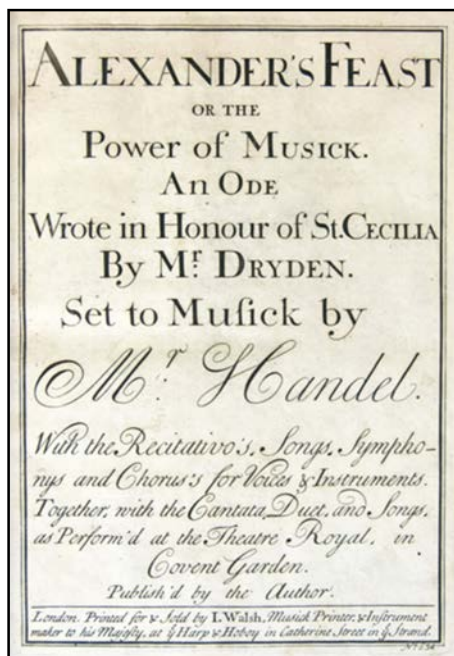 ALEXANDER'S FEAST
OR THE
Power of MUSICK.
AN ODE
Wrote in Honour of St. CECILIA
By Mr. DRYDEN.
Set to Muſick by
Mr. Handel.
With the Recitativo's, Songs, Sympho-
nys and Chorus's for Voices & Instruments.
Together, with the Cantata, Duet, and Songs,
as Perform'd at the Theatre Royal, in
Covent Garden.
Publish'd by the Author.
London. Printed for & Sold by I. Walsh, Musick Printer, & Instrument
maker to his Majesty, at ye Harp & Hoboy in Catherine Street in ye Strand.